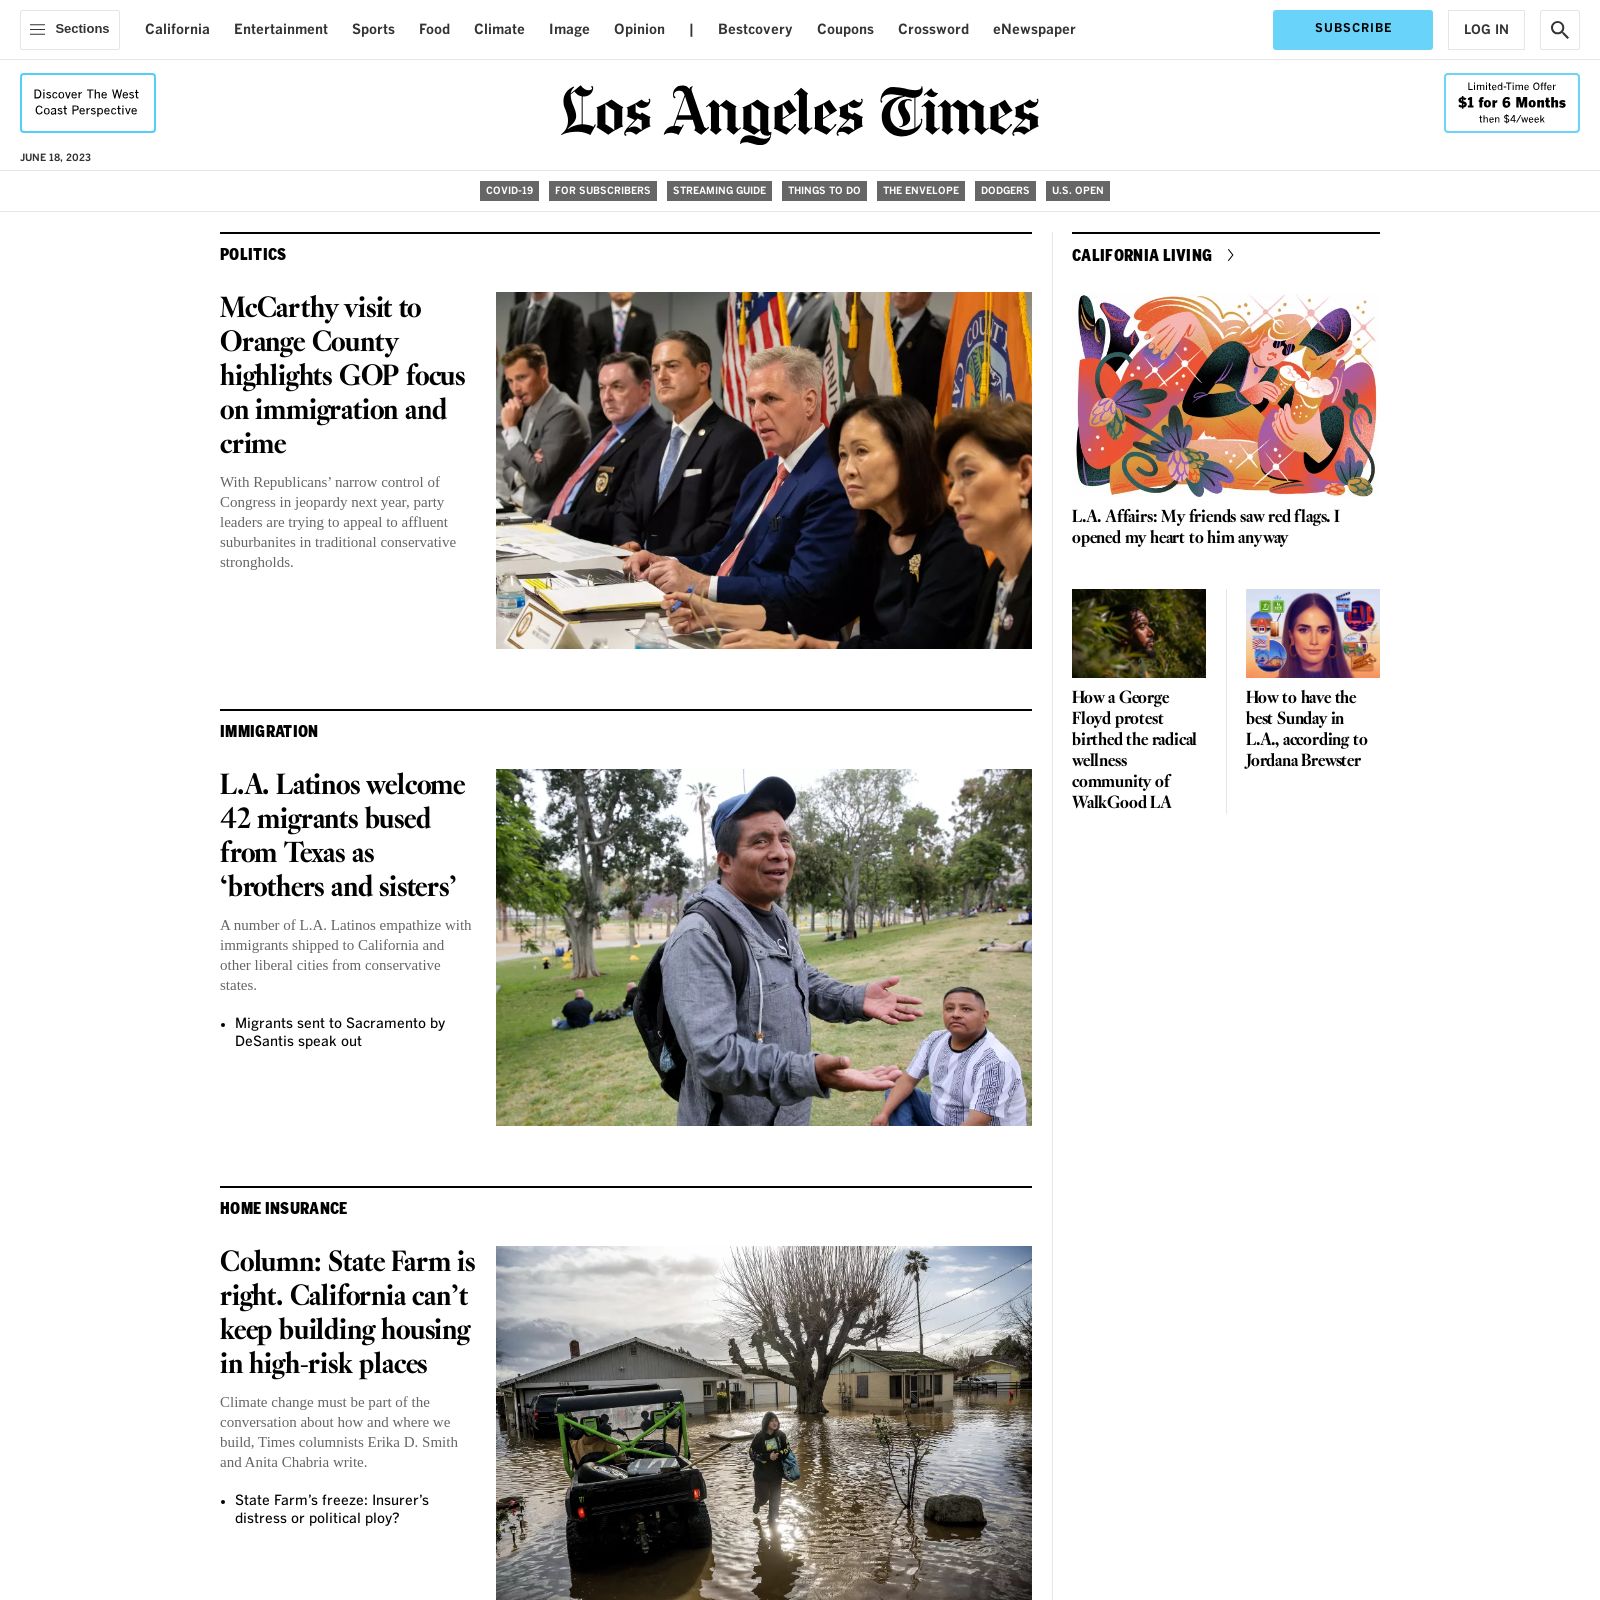 Sections
California
Entertainment
Sports
Food
Climate
Image
Opinion
|
Bestcovery
Coupons
Crossword
eNewspaper
SUBSCRIBE
LOG IN
Discover The West
Coast Perspective
Los Angeles Times
Limited-Time Offer
$1 for 6 Months
then $4/week
JUNE 18, 2023
COVID-19
FOR SUBSCRIBERS
STREAMING GUIDE
THINGS TO DO
THE ENVELOPE
DODGERS
U.S. OPEN
POLITICS
McCarthy visit to
Orange County
highlights GOP focus
on immigration and
crime
With Republicans’ narrow control of
Congress in jeopardy next year, party
leaders are trying to appeal to affluent
suburbanites in traditional conservative
strongholds.
COUNTY
IMMIGRATION
L.A. Latinos welcome
42 migrants bused
from Texas as
‘brothers and sisters’
A number of L.A. Latinos empathize with
immigrants shipped to California and
other liberal cities from conservative
states.
• Migrants sent to Sacramento by
DeSantis speak out
HOME INSURANCE
Column: State Farm is
right. California can’t
keep building housing
in high-risk places
Climate change must be part of the
conversation about how and where we
build, Times columnists Erika D. Smith
and Anita Chabria write.
• State Farm’s freeze: Insurer’s
distress or political ploy?
CALIFORNIA LIVING
L.A. Affairs: My friends saw red flags. I
opened my heart to him anyway
How a George
Floyd protest
birthed the radical
wellness
community of
WalkGood LA
How to have the
best Sunday in
L.A., according to
Jordana Brewster